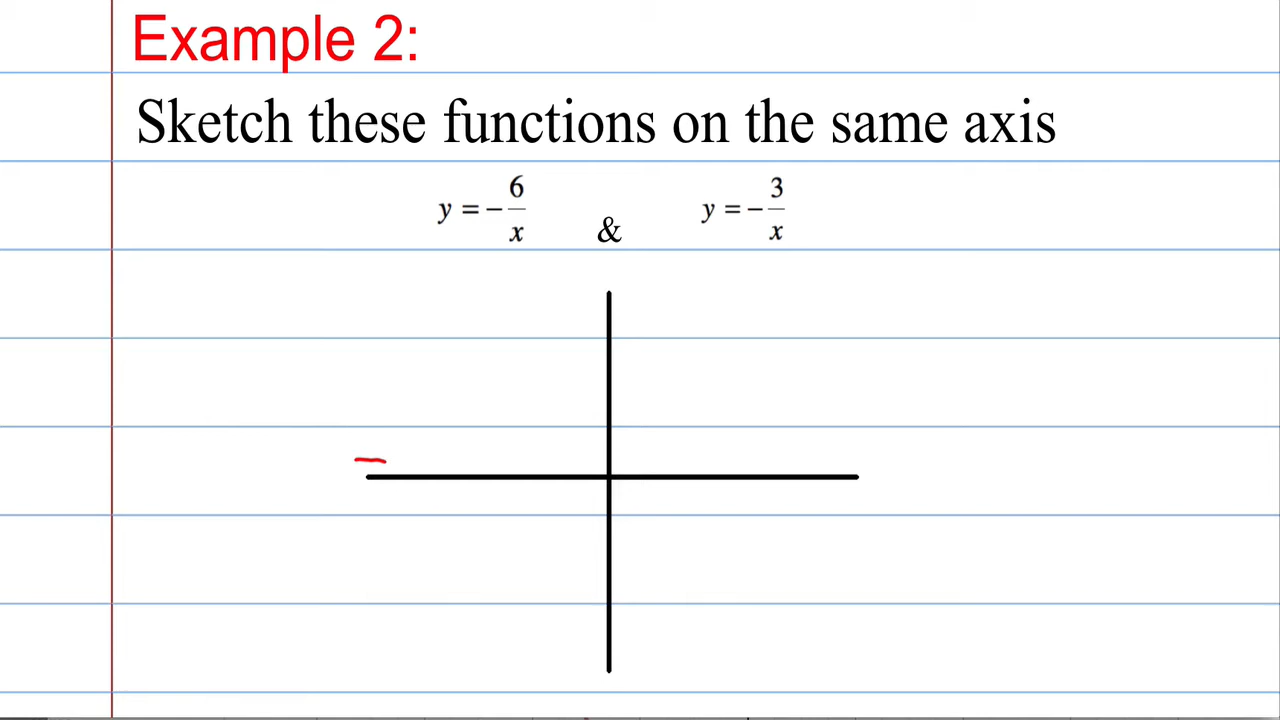 Example 2:
Sketch these functions on the same axis
y = -6/x & y = -3/x